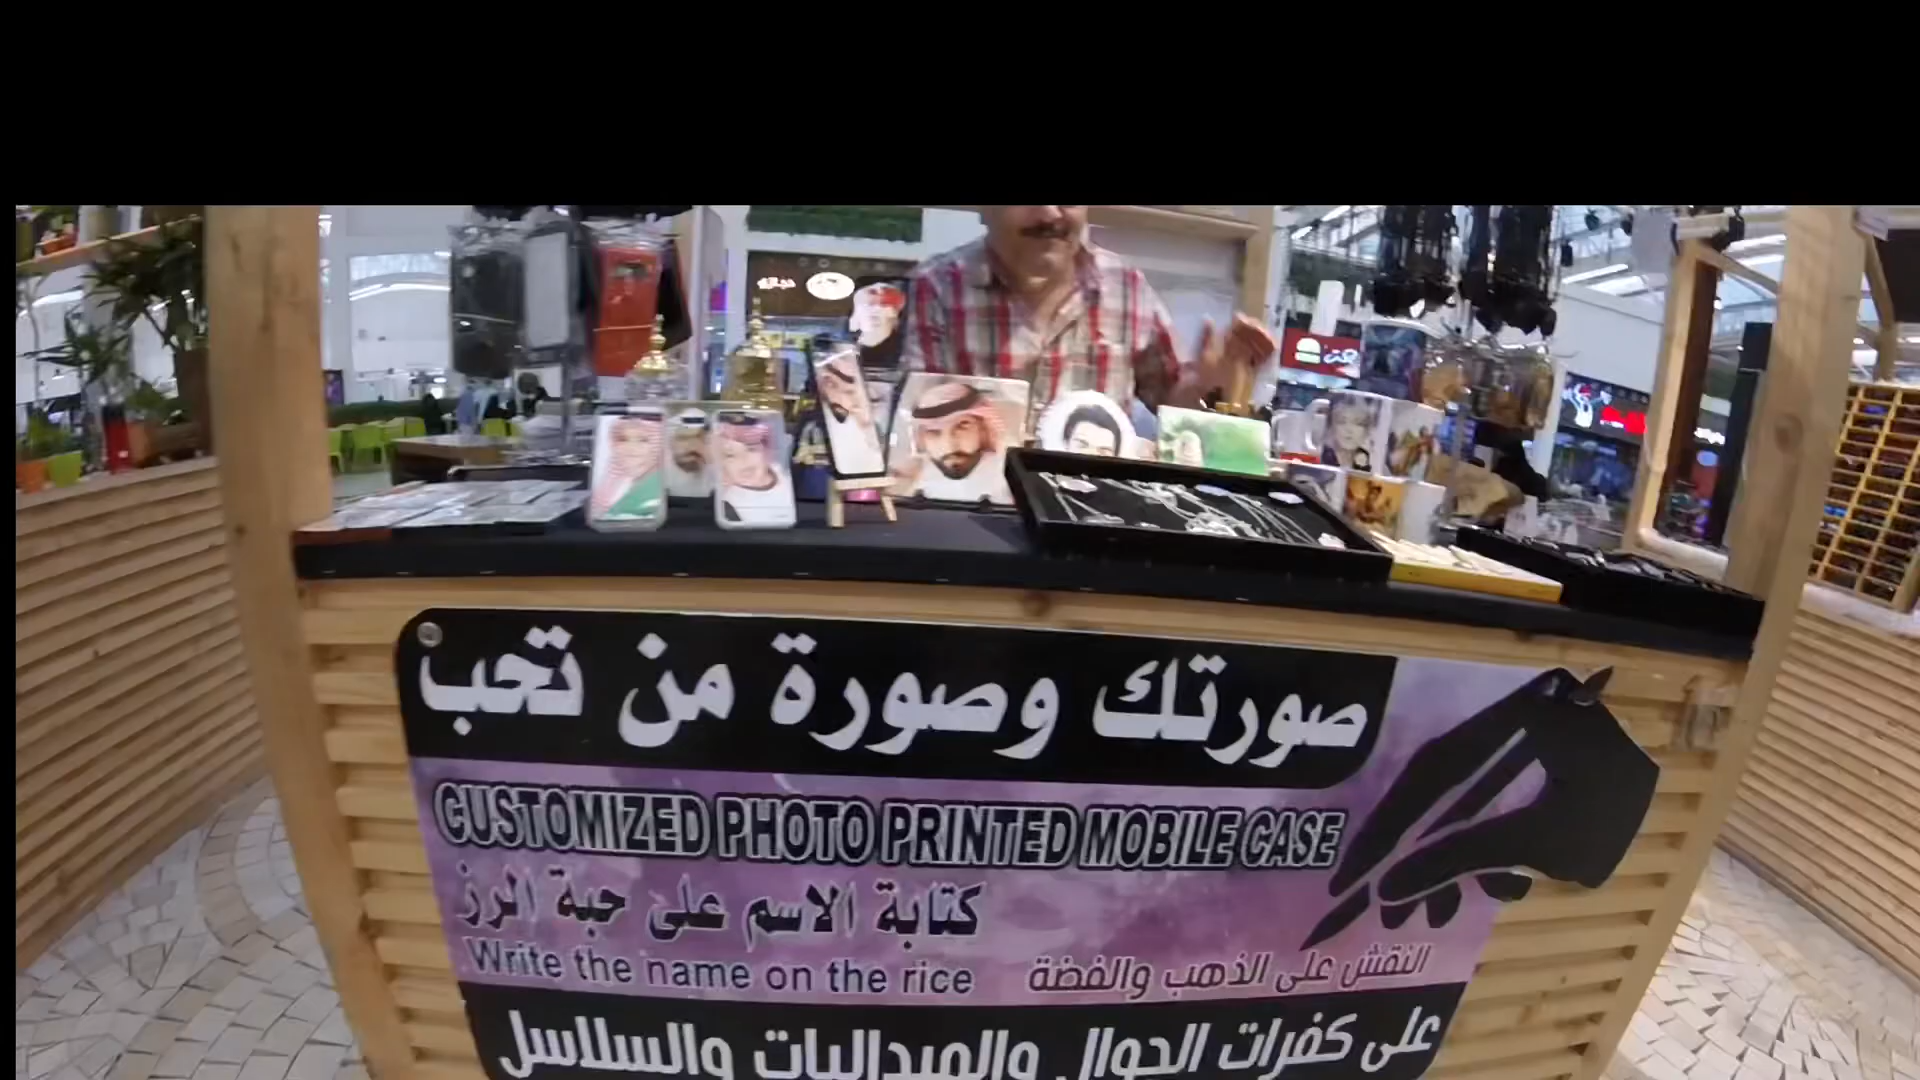 صورتك وصورة من تحب
CUSTOMIZED PHOTO PRINTED MOBILE CASE
كتابة الاسم على حبة الرز
Write the name on the rice
النقش على الذهب والفضة
على كفرات الجوال والميداليات والسلاسل